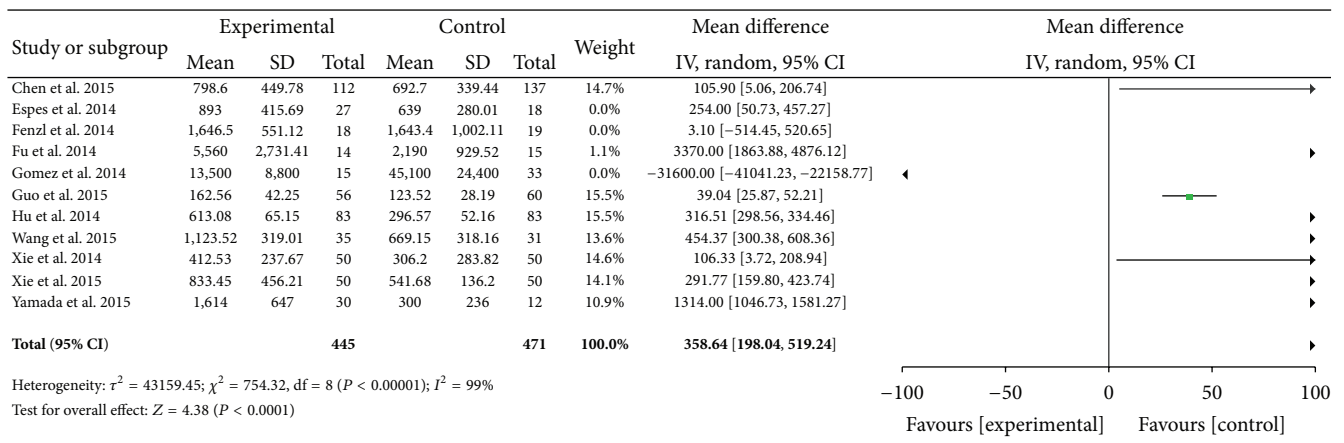 Study or subgroup Experimental Control Weight Mean difference Mean difference
Mean SD Total Mean SD Total IV, random, 95% CI IV, random, 95% CI
Chen et al. 2015 798.6 449.78 112 692.7 339.44 137 14.7% 105.90 [5.06, 206.74]
Espes et al. 2014 893 415.69 27 639 280.01 18 0.0% 254.00 [50.73, 457.27]
Fenzl et al. 2014 1,646.5 551.12 18 1,643.4 1,002.11 19 0.0% 3.10 [−514.45, 520.65]
Fu et al. 2014 5,560 2,731.41 14 2,190 929.52 15 1.1% 3370.00 [1863.88, 4876.12]
Gomez et al. 2014 13,500 8,800 15 45,100 24,400 33 0.0% −31600.00 [−41041.23, −22158.77]
Guo et al. 2015 162.56 42.25 56 123.52 28.19 60 15.5% 39.04 [25.87, 52.21]
Hu et al. 2014 613.08 65.15 83 296.57 52.16 83 15.5% 316.51 [298.56, 334.46]
Wang et al. 2015 1,123.52 319.01 35 669.15 318.16 31 13.6% 454.37 [300.38, 608.36]
Xie et al. 2014 412.53 237.67 50 306.2 283.82 50 14.6% 106.33 [3.72, 208.94]
Xie et al. 2015 833.45 456.21 50 541.68 136.2 50 14.1% 291.77 [159.80, 423.74]
Yamada et al. 2015 1,614 647 30 300 236 12 10.9% 1314.00 [1046.73, 1581.27]
Total (95% CI) 445 471 100.0% 358.64 [198.04, 519.24]
Heterogeneity: τ² = 43159.45; χ² = 754.32, df = 8 (P < 0.00001); I² = 99%
Test for overall effect: Z = 4.38 (P < 0.0001)
−100 −50 0 50 100
Favours [experimental] Favours [control]